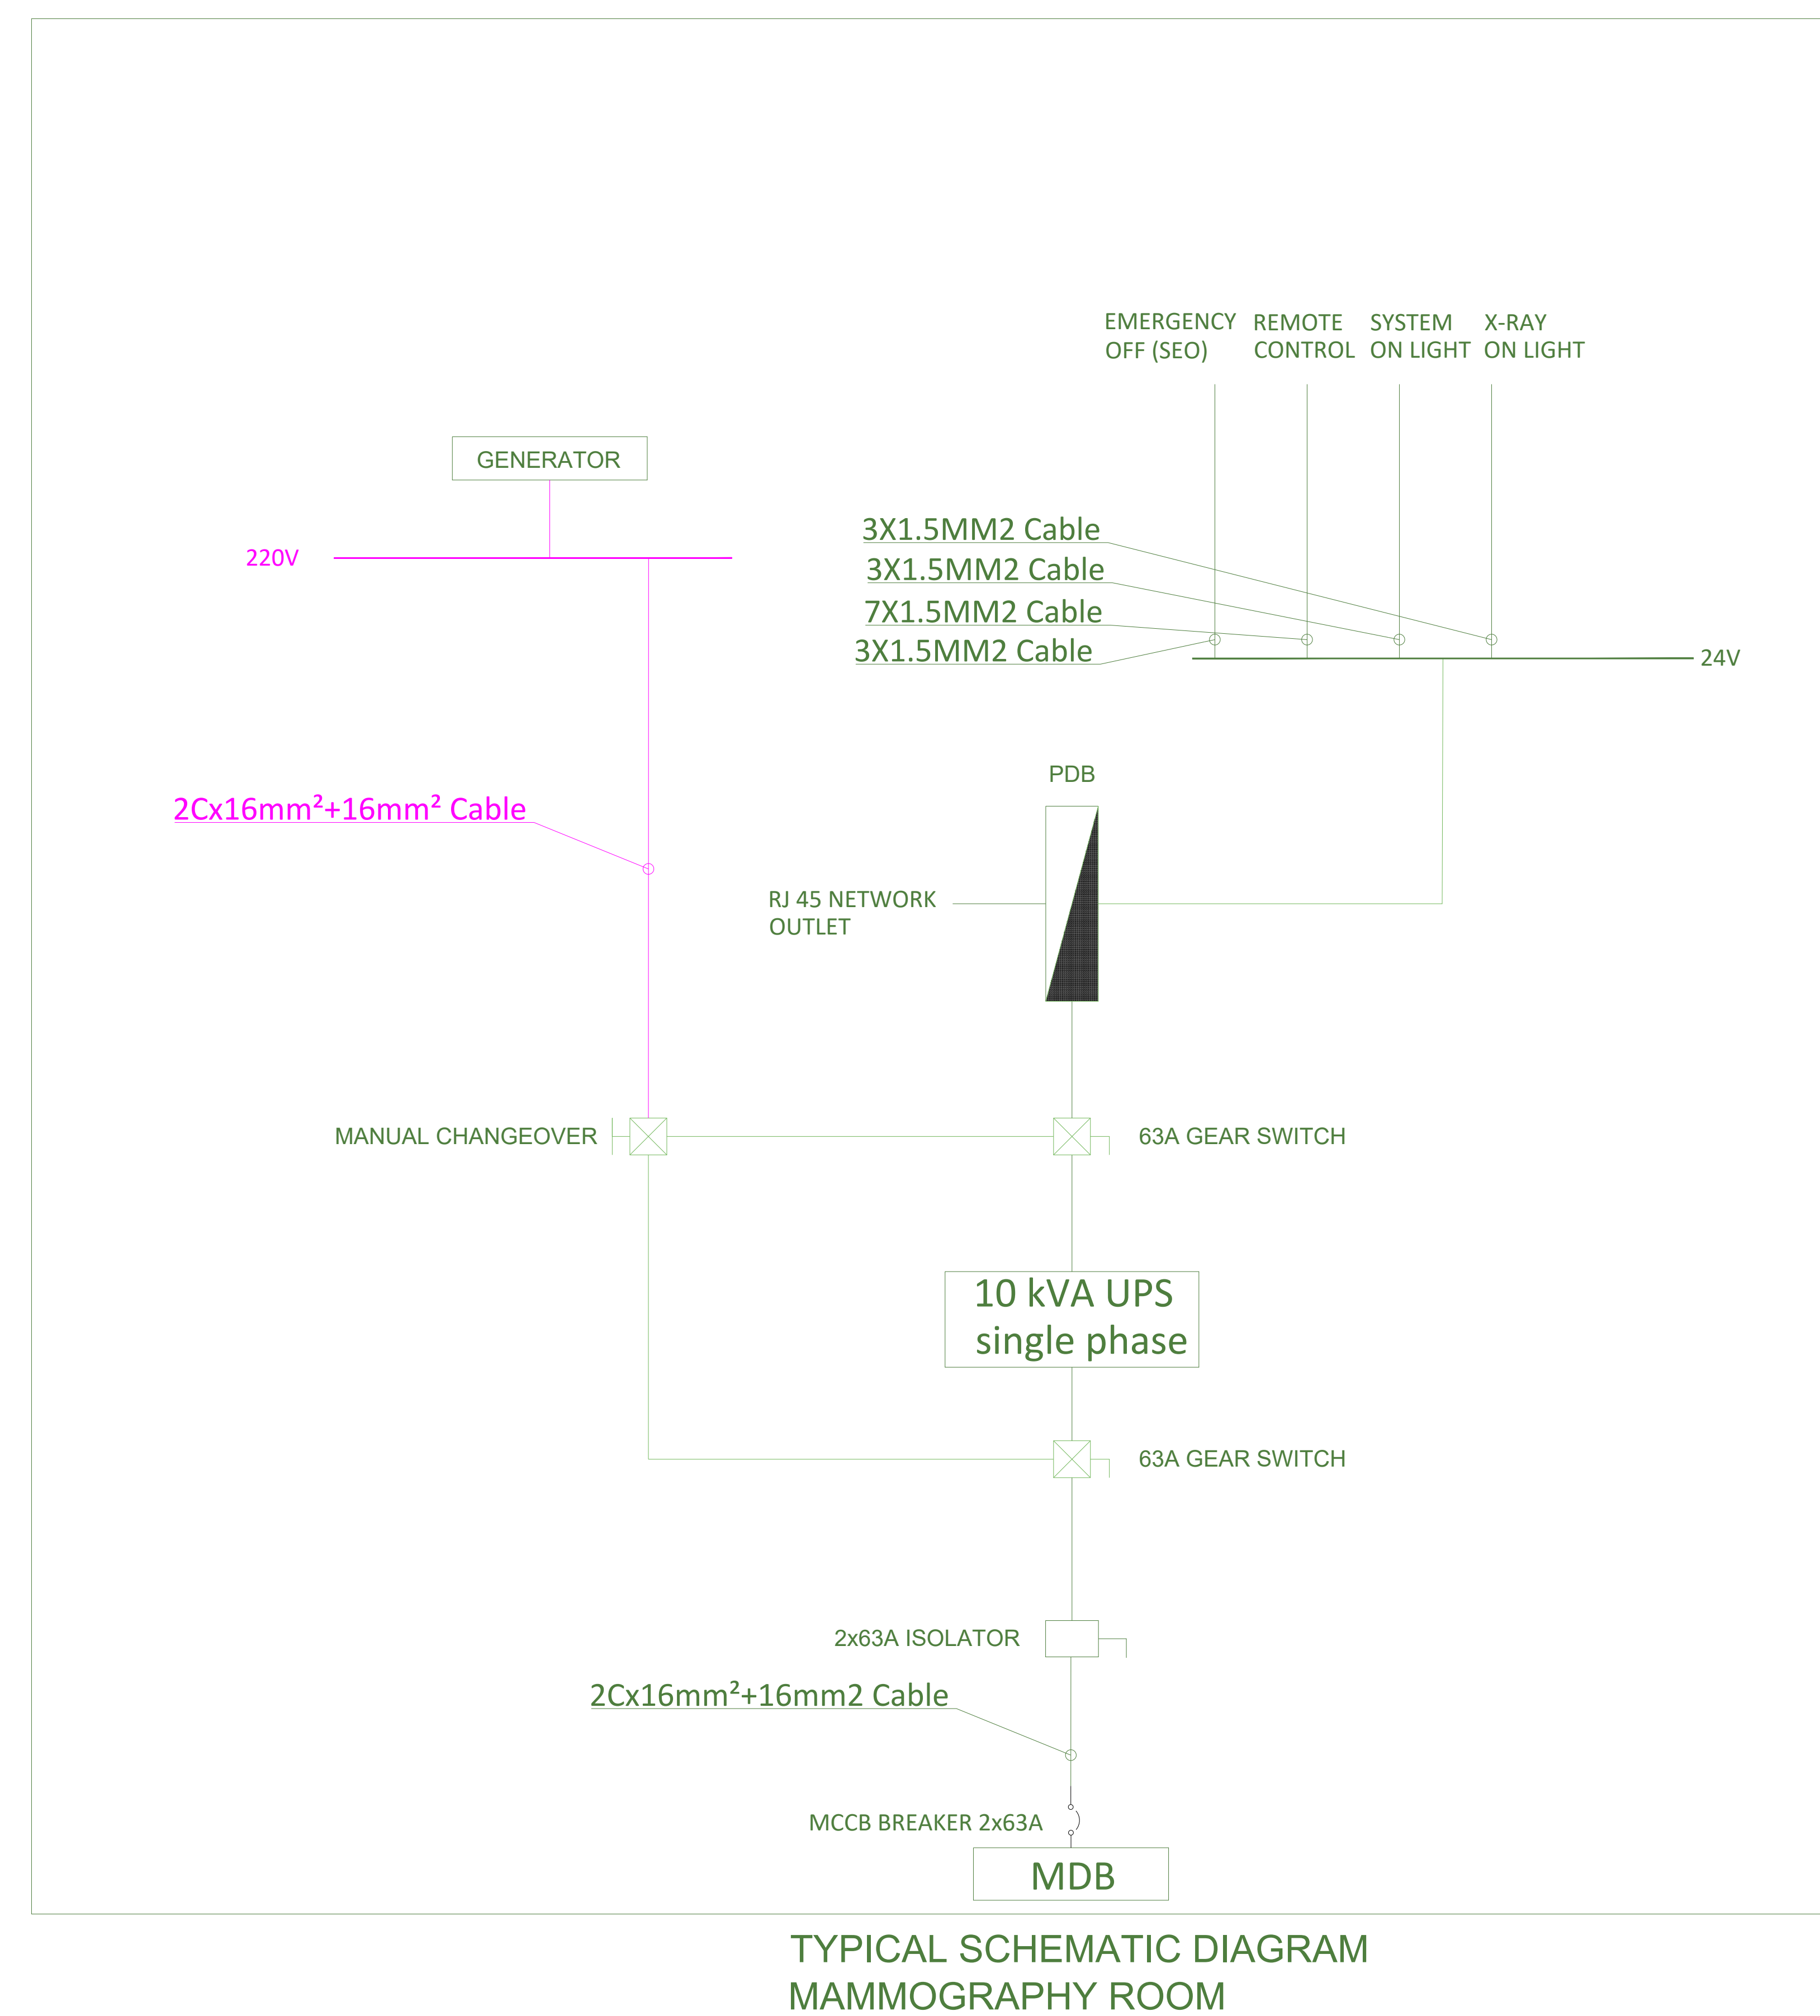 EMERGENCY
OFF (SEO)
REMOTE
CONTROL
SYSTEM
ON LIGHT
X-RAY
ON LIGHT
GENERATOR
220V
3X1.5MM2 Cable
3X1.5MM2 Cable
7X1.5MM2 Cable
3X1.5MM2 Cable
24V
PDB
2Cx16mm²+16mm² Cable
RJ 45 NETWORK
OUTLET
MANUAL CHANGEOVER
63A GEAR SWITCH
10 kVA UPS
single phase
63A GEAR SWITCH
2x63A ISOLATOR
2Cx16mm²+16mm2 Cable
MCCB BREAKER 2x63A
MDB
TYPICAL SCHEMATIC DIAGRAM
MAMMOGRAPHY ROOM